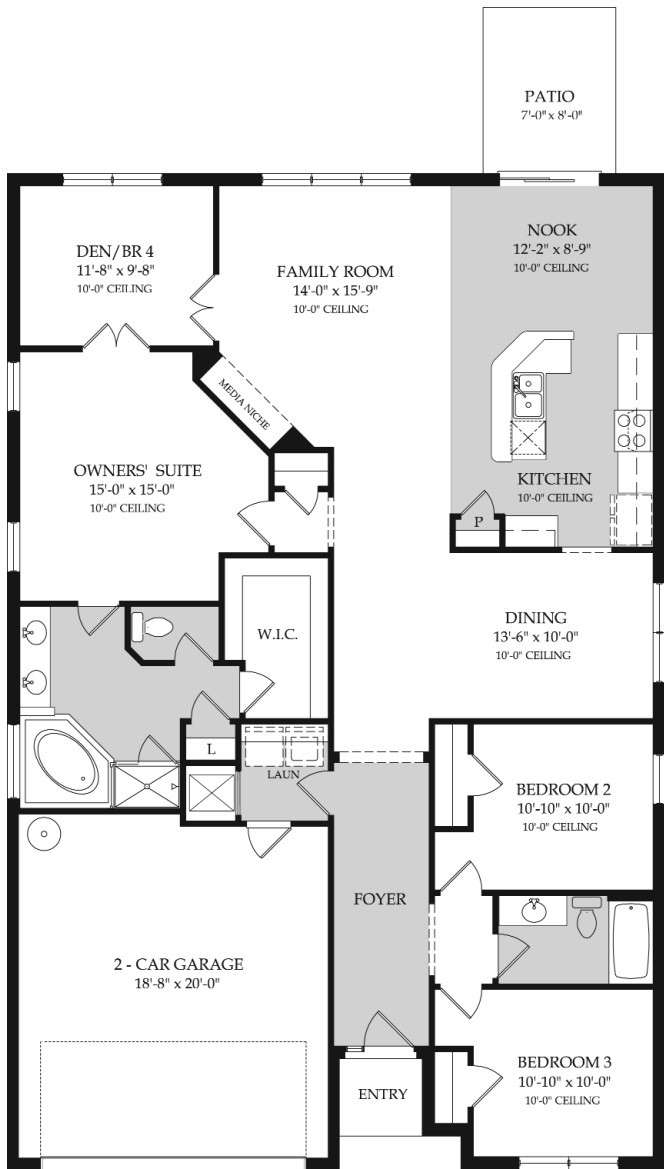 PATIO
7'-0" x 8'-0"
NOOK
12'-2" x 8'-9"
10'-0" CEILING
DEN/BR 4
11'-8" x 9'-8"
10'-0" CEILING
FAMILY ROOM
14'-0" x 15'-9"
10'-0" CEILING
MEDIA NICHE
OWNERS' SUITE
15'-0" x 15'-0"
10'-0" CEILING
KITCHEN
10'-0" CEILING
P
DINING
13'-6" x 10'-0"
10'-0" CEILING
W.I.C.
L
LAUN
BEDROOM 2
10'-10" x 10'-0"
10'-0" CEILING
FOYER
2 - CAR GARAGE
18'-8" x 20'-0"
BEDROOM 3
10'-10" x 10'-0"
10'-0" CEILING
ENTRY